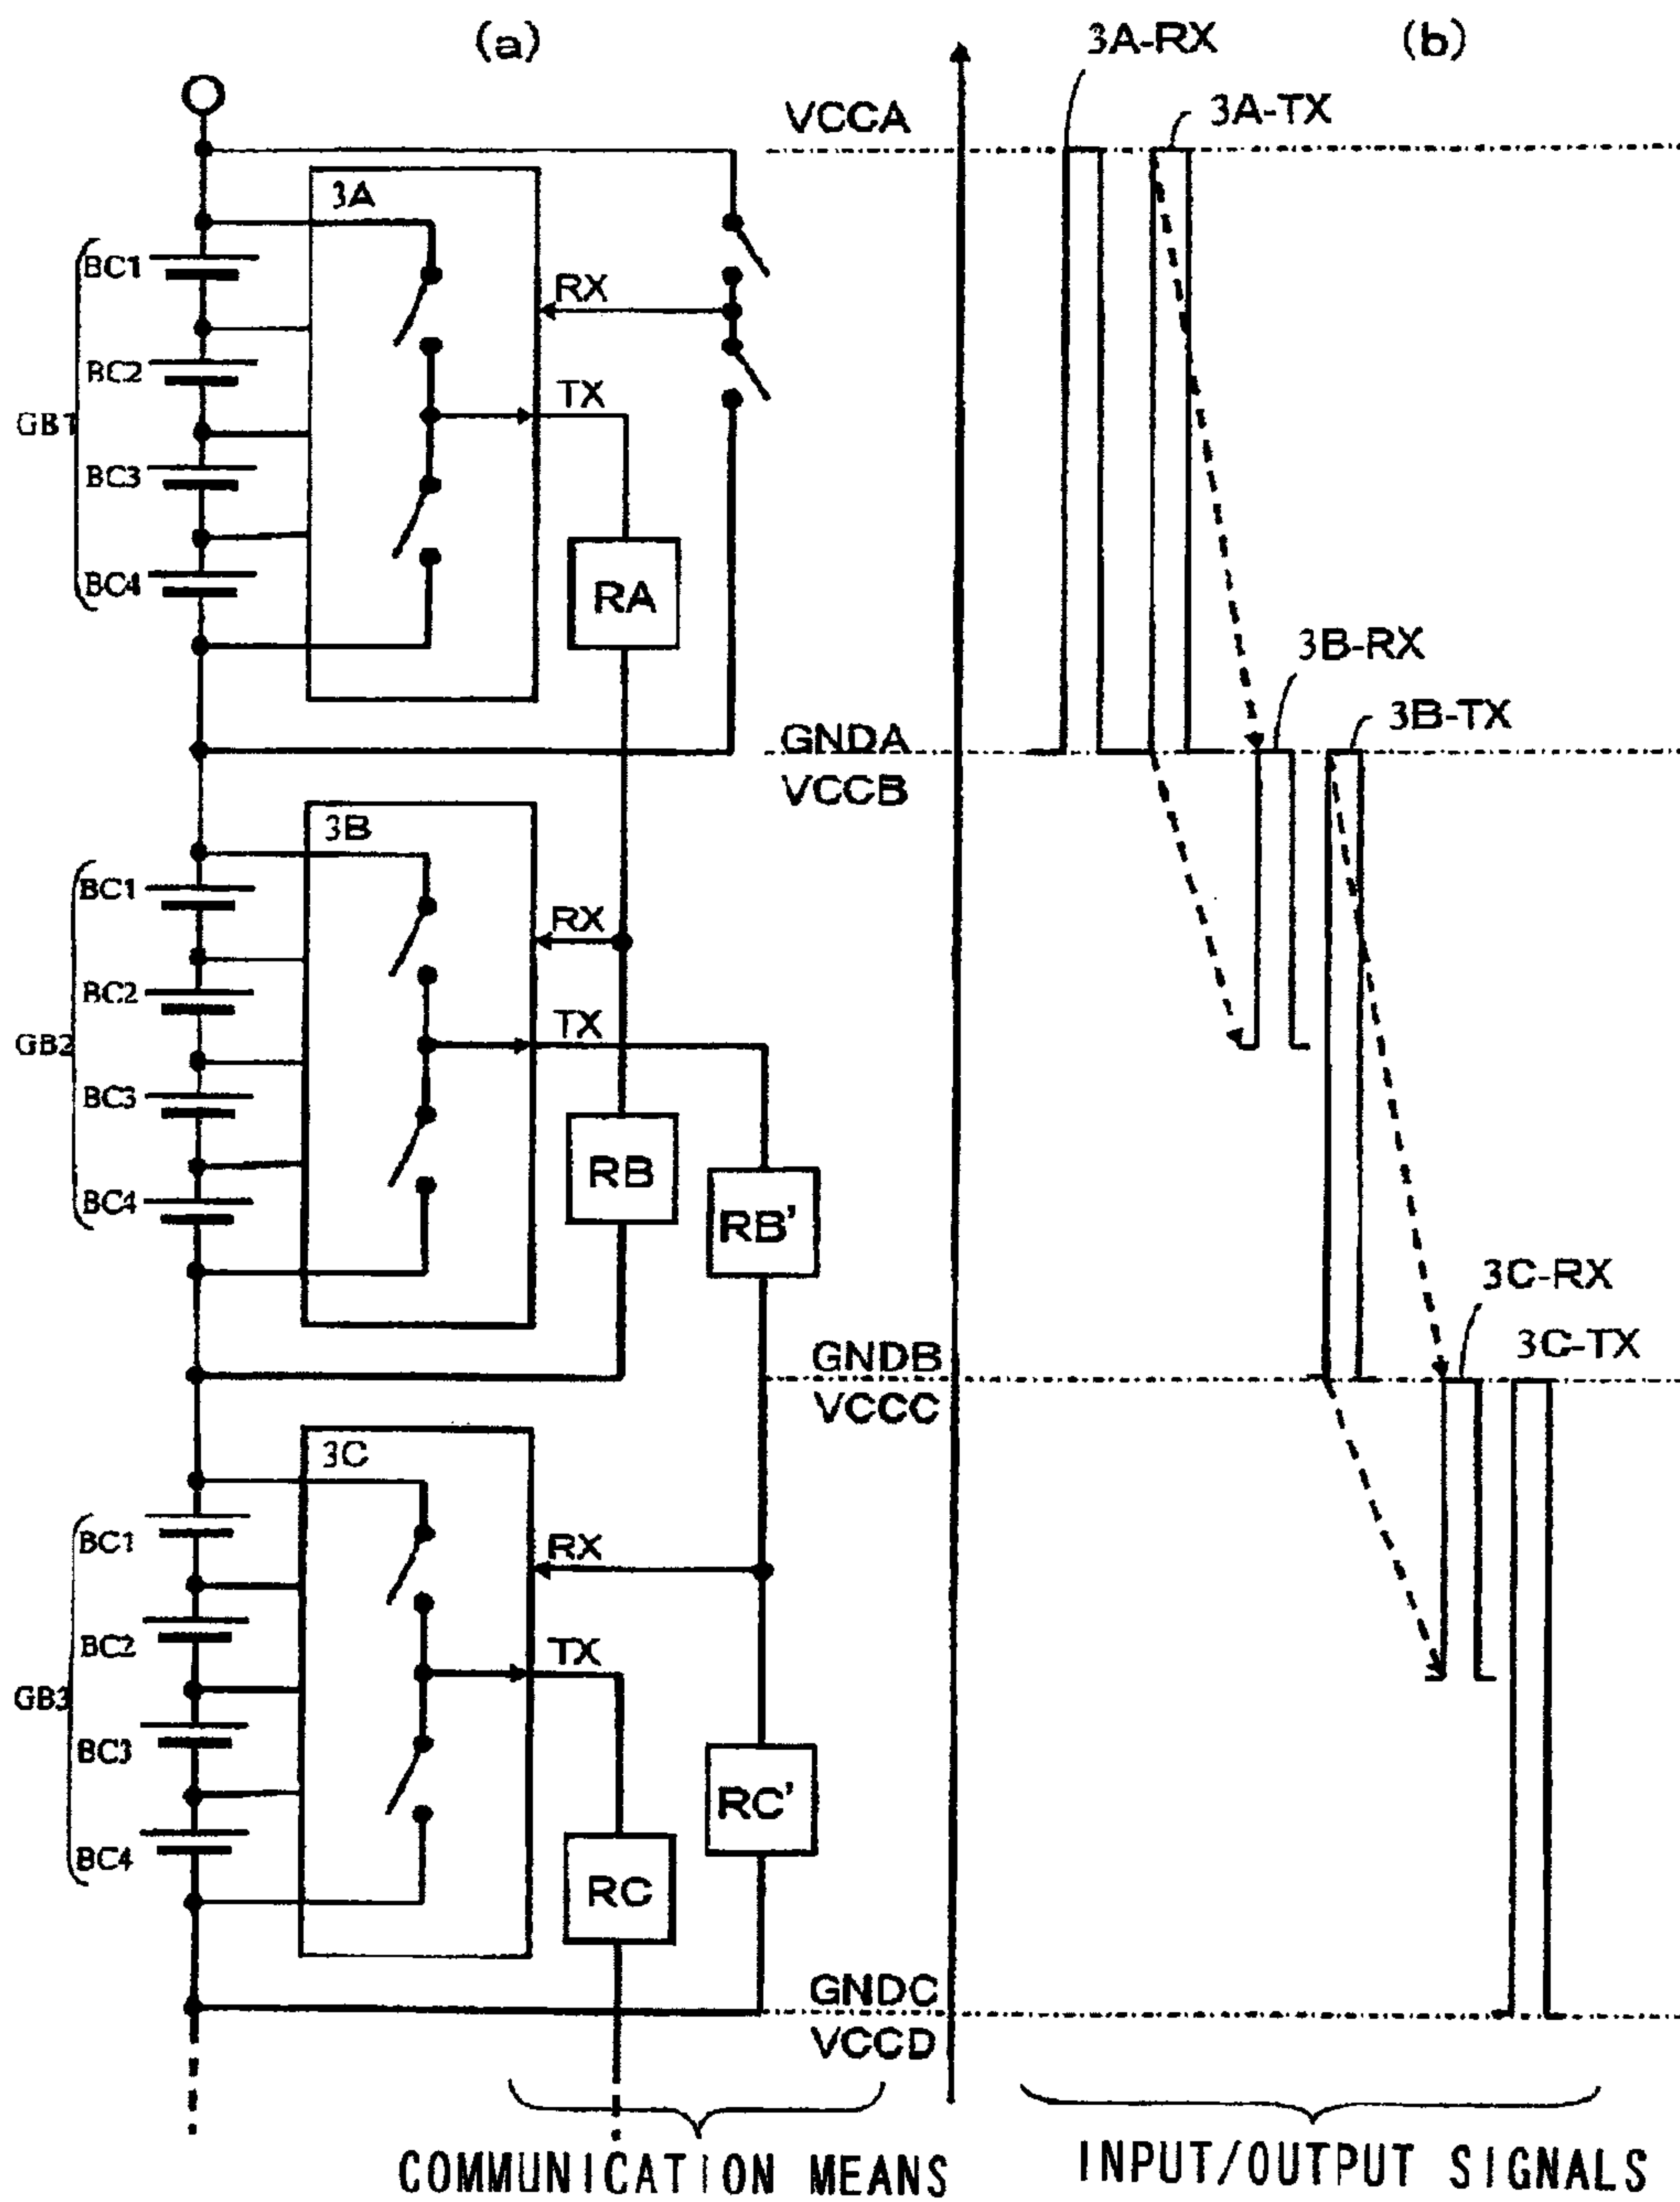 (a)
3A-RX
(b)
VCCA
3A-TX
3A
BC1
RX
BC2
TX
GB1
BC3
BC4
RA
3B-RX
3B-TX
GNDA
VCCB
3B
BC1
RX
BC2
TX
GB2
BC3
BC4
RB
RB'
3C-RX
3C-TX
GNDB
VCCC
3C
BC1
RX
BC2
TX
GB3
BC3
BC4
RC'
RC
GNDC
VCCD
COMMUNICATION MEANS
INPUT/OUTPUT SIGNALS